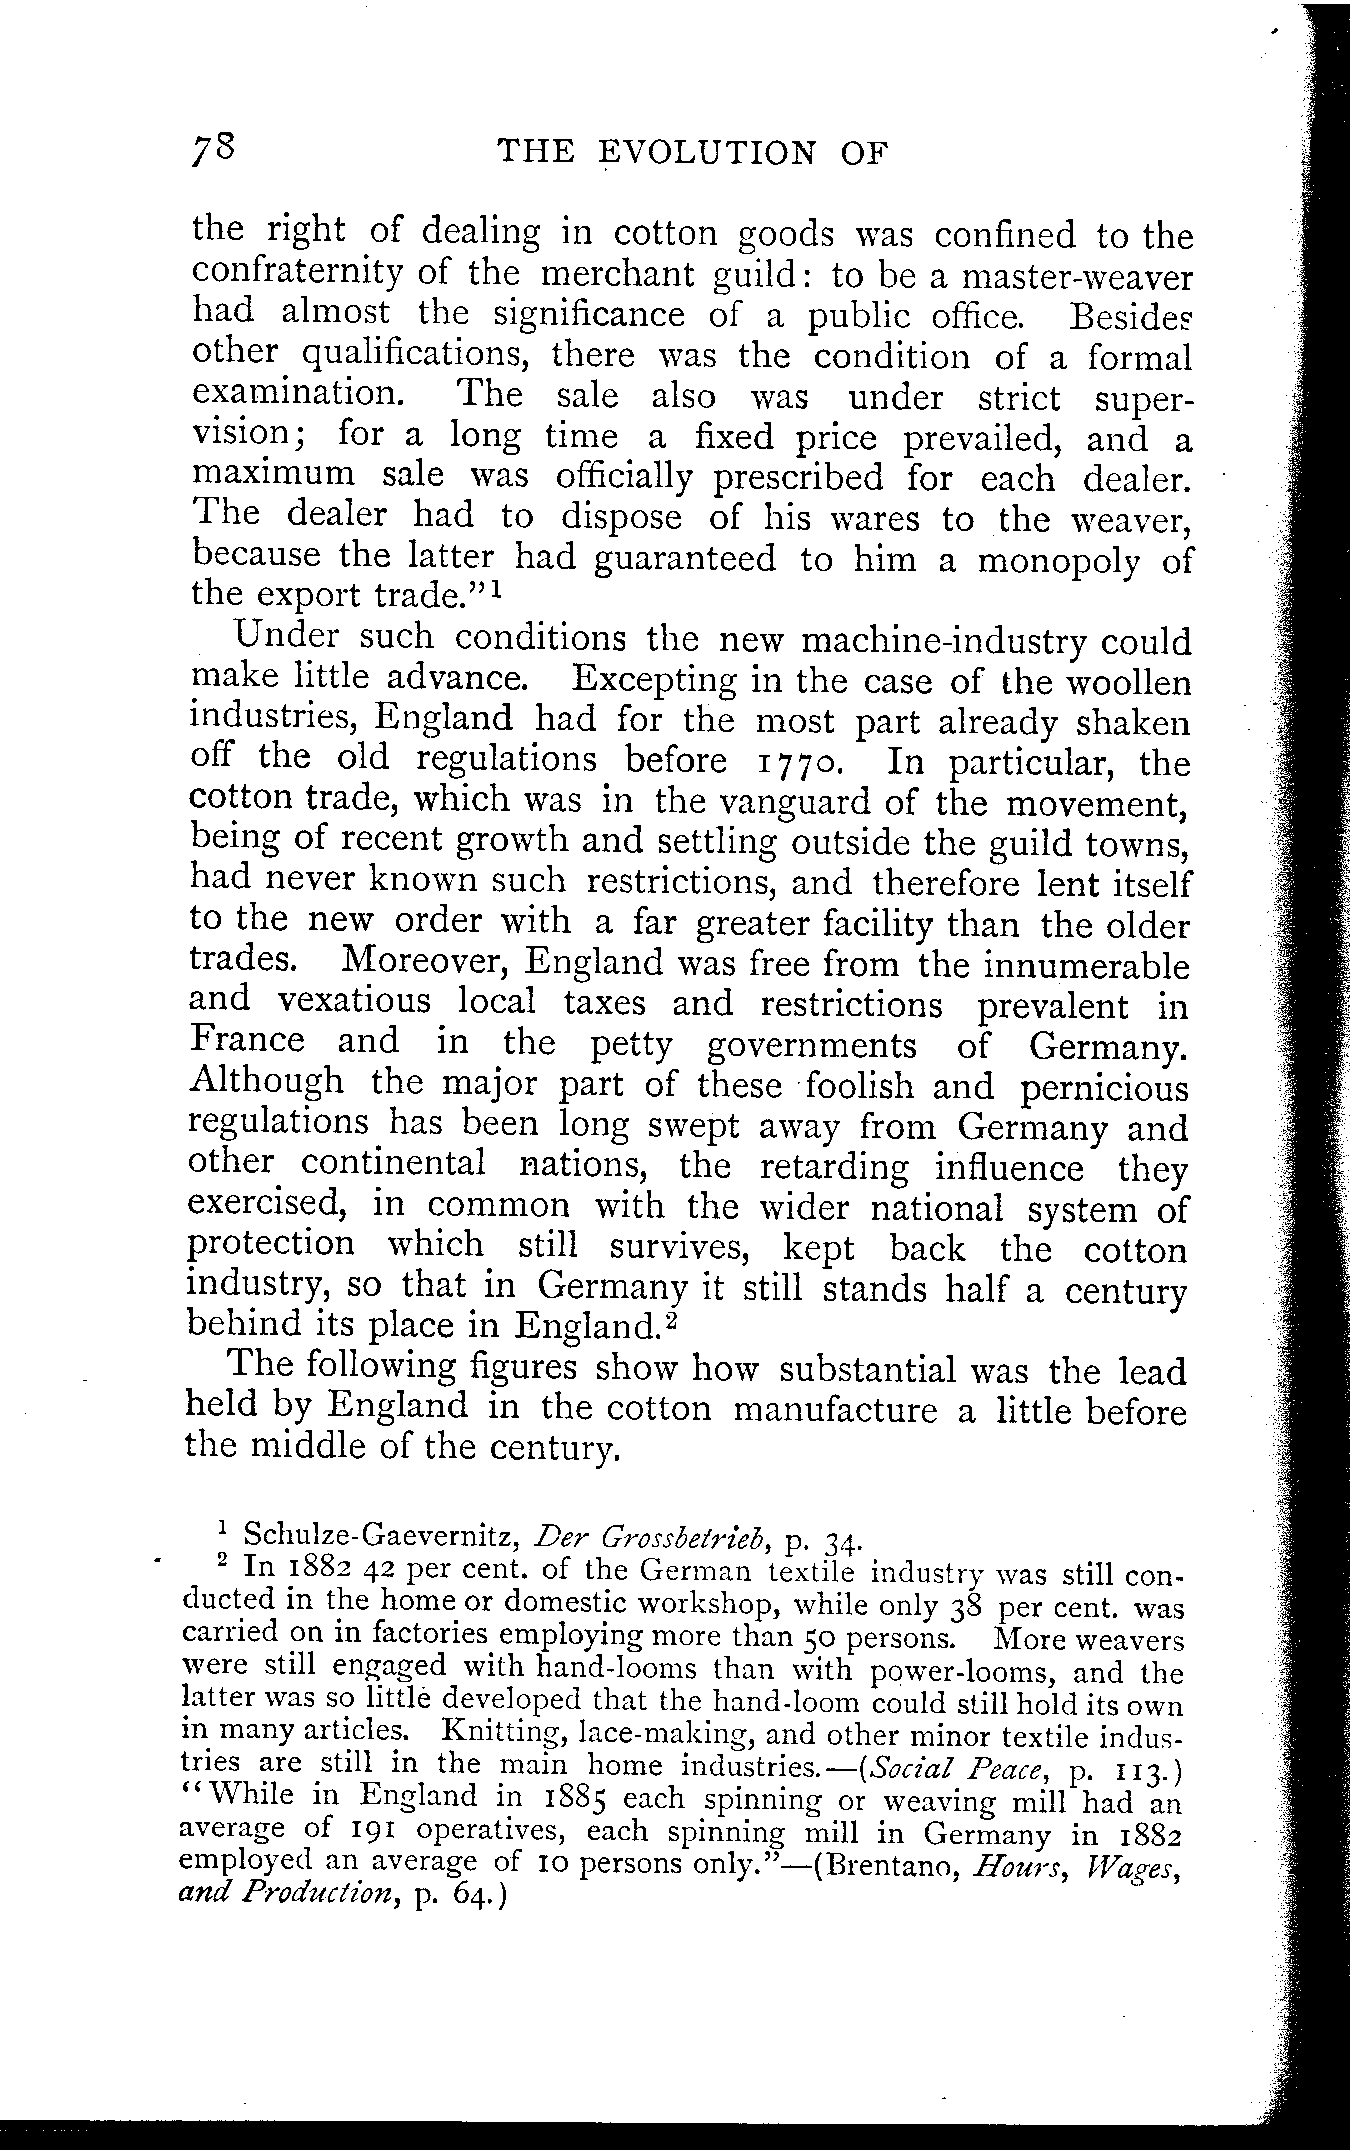 78 THE EVOLUTION OF
the right of dealing in cotton goods was confined to the
confraternity of the merchant guild: to be a master-weaver
had almost the significance of a public office. Besides
other qualifications, there was the condition of a formal
examination. The sale also was under strict super-
vision; for a long time a fixed price prevailed, and a
maximum sale was officially prescribed for each dealer.
The dealer had to dispose of his wares to the weaver,
because the latter had guaranteed to him a monopoly of
the export trade."¹
Under such conditions the new machine-industry could
make little advance. Excepting in the case of the woollen
industries, England had for the most part already shaken
off the old regulations before 1770. In particular, the
cotton trade, which was in the vanguard of the movement,
being of recent growth and settling outside the guild towns,
had never known such restrictions, and therefore lent itself
to the new order with a far greater facility than the older
trades. Moreover, England was free from the innumerable
and vexatious local taxes and restrictions prevalent in
France and in the petty governments of Germany.
Although the major part of these foolish and pernicious
regulations has been long swept away from Germany and
other continental nations, the retarding influence they
exercised, in common with the wider national system of
protection which still survives, kept back the cotton
industry, so that in Germany it still stands half a century
behind its place in England.²
The following figures show how substantial was the lead
held by England in the cotton manufacture a little before
the middle of the century.
¹ Schulze-Gaevernitz, Der Grossbetrieb, p. 34.
² In 1882 42 per cent. of the German textile industry was still con-
ducted in the home or domestic workshop, while only 38 per cent. was
carried on in factories employing more than 50 persons. More weavers
were still engaged with hand-looms than with power-looms, and the
latter was so little developed that the hand-loom could still hold its own
in many articles. Knitting, lace-making, and other minor textile indus-
tries are still in the main home industries.—(Social Peace, p. 113.)
"While in England in 1885 each spinning or weaving mill had an
average of 191 operatives, each spinning mill in Germany in 1882
employed an average of 10 persons only."—(Brentano, Hours, Wages,
and Production, p. 64.)